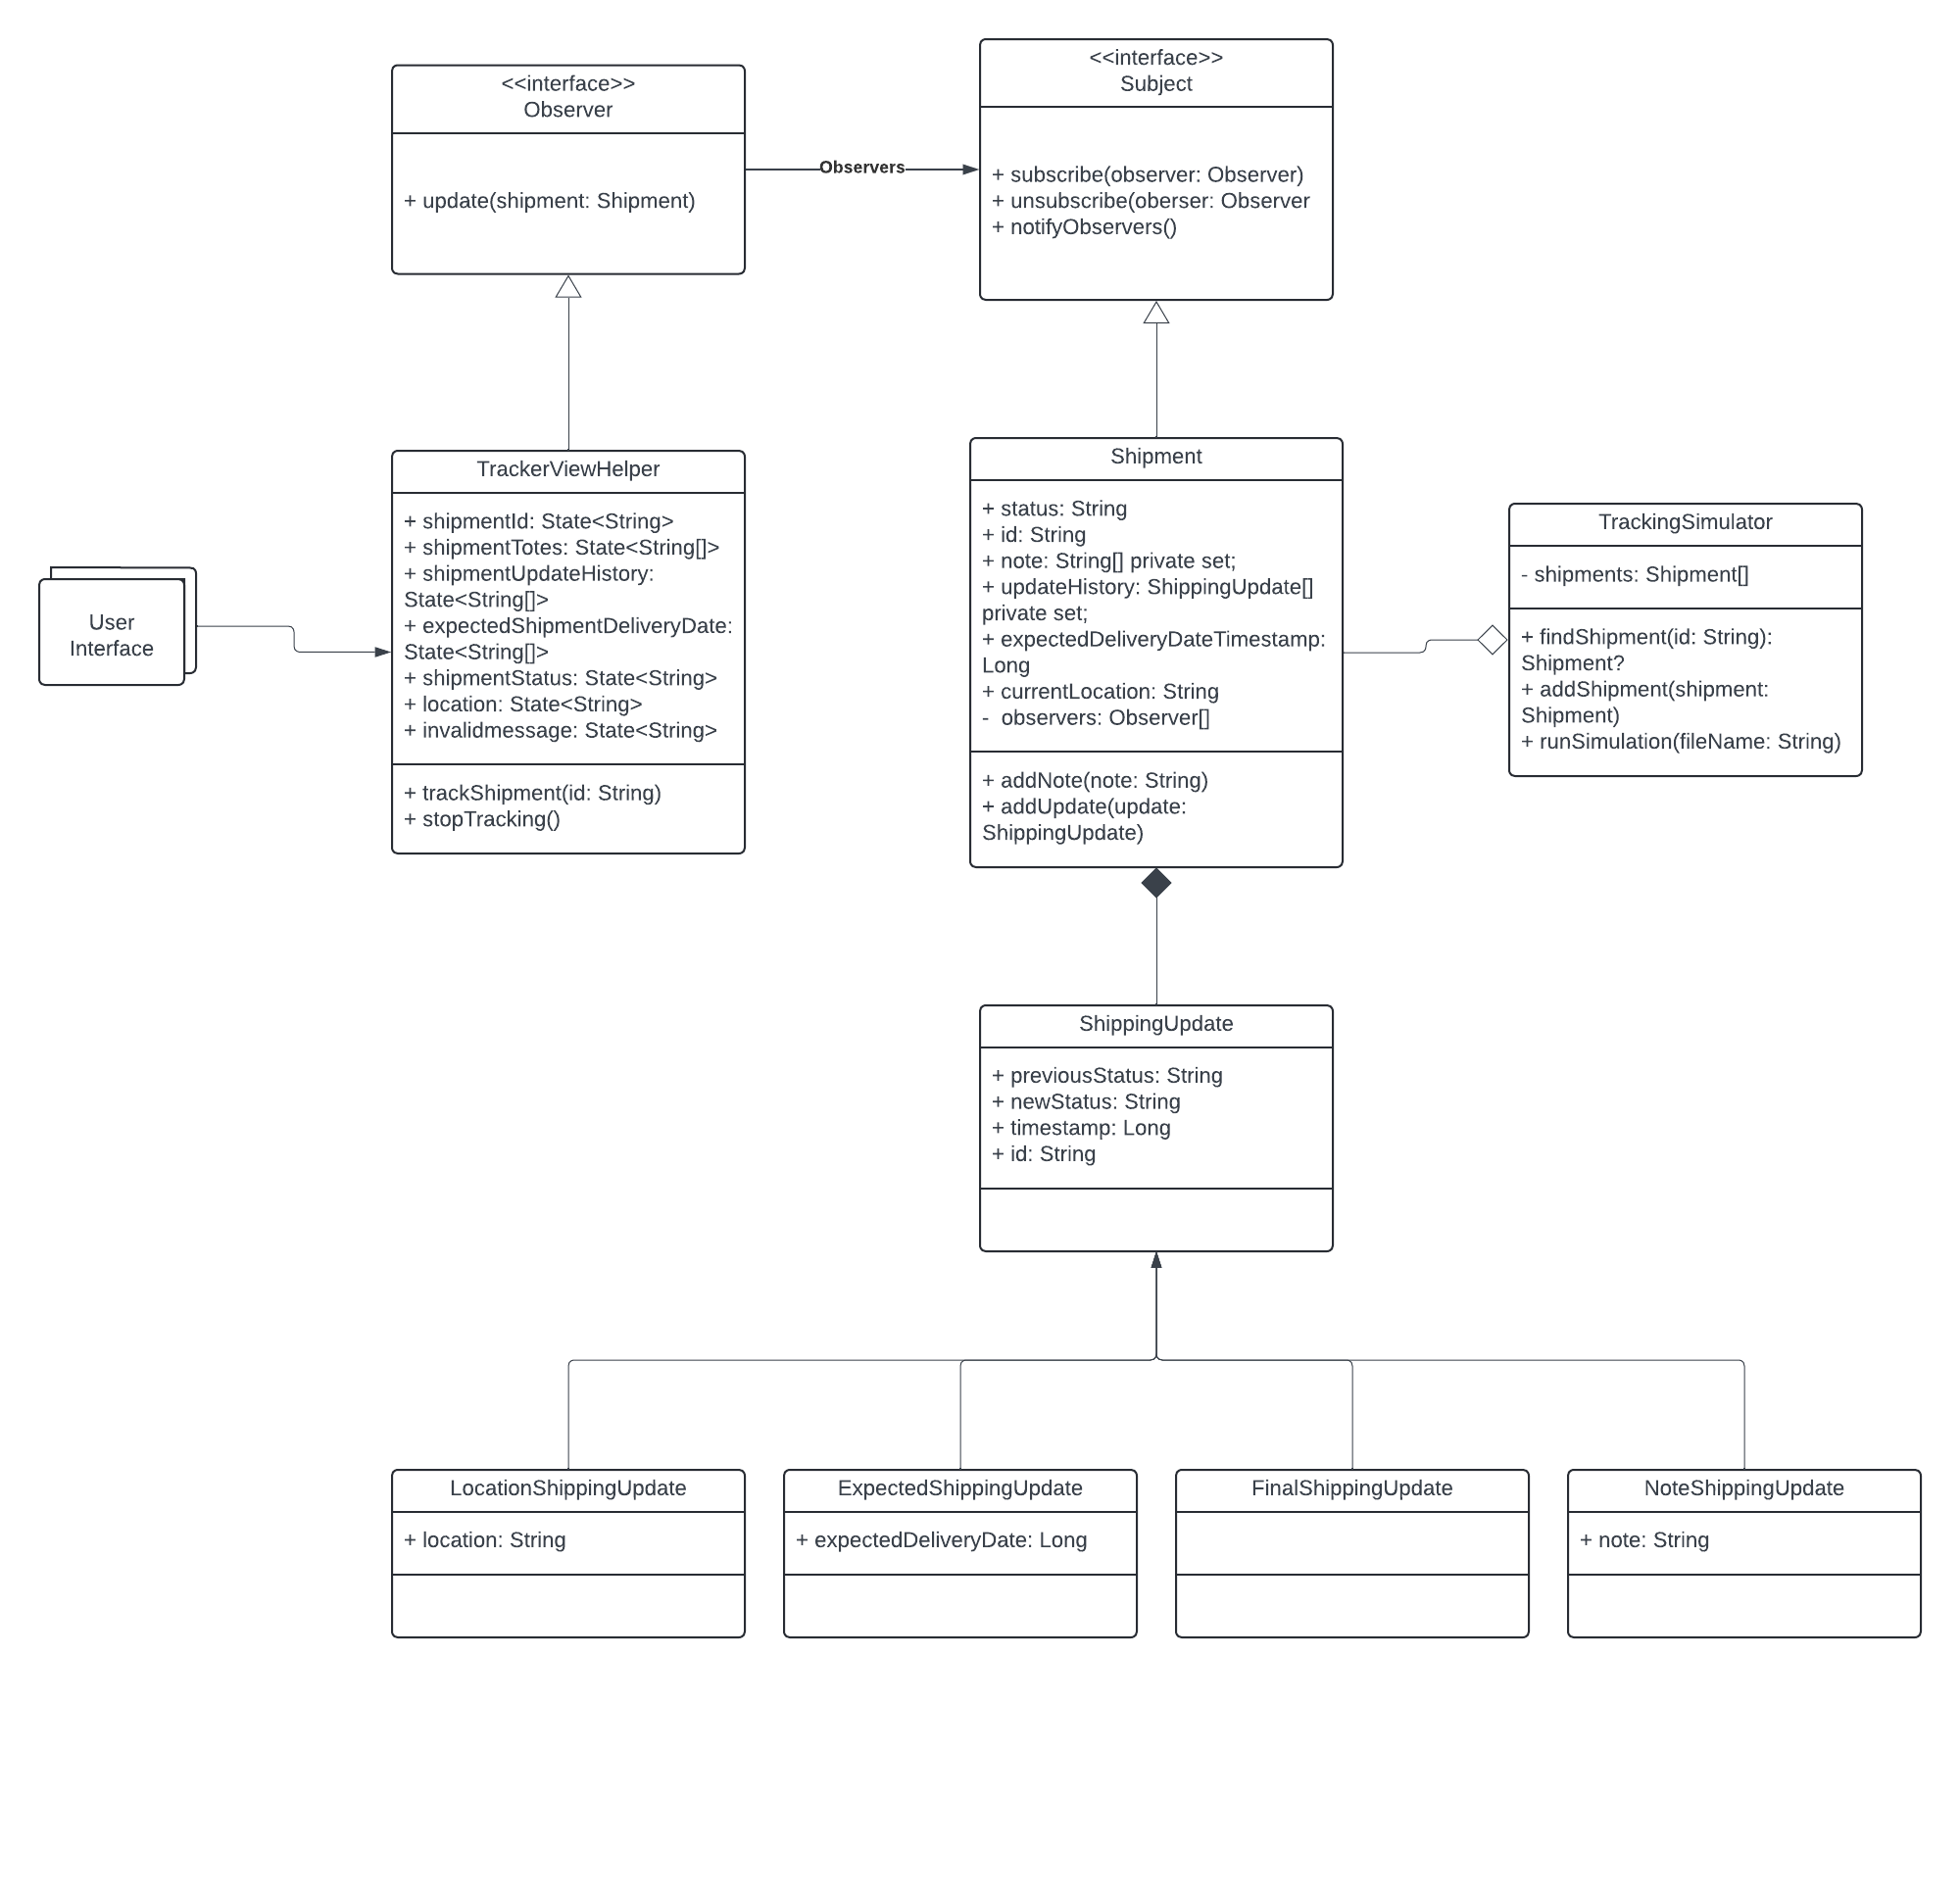 <<interface>>
Observer
+ update(shipment: Shipment)
Observers
<<interface>>
Subject
+ subscribe(observer: Observer)
+ unsubscribe(oberser: Observer
+ notifyObservers()
User
Interface
TrackerViewHelper
+ shipmentId: State<String>
+ shipmentTotes: State<String[]>
+ shipmentUpdateHistory:
State<String[]>
+ expectedShipmentDeliveryDate:
State<String[]>
+ shipmentStatus: State<String>
+ location: State<String>
+ invalidmessage: State<String>
+ trackShipment(id: String)
+ stopTracking()
Shipment
+ status: String
+ id: String
+ note: String[] private set;
+ updateHistory: ShippingUpdate[]
private set;
+ expectedDeliveryDateTimestamp:
Long
+ currentLocation: String
- observers: Observer[]
+ addNote(note: String)
+ addUpdate(update:
ShippingUpdate)
TrackingSimulator
- shipments: Shipment[]
+ findShipment(id: String):
Shipment?
+ addShipment(shipment:
Shipment)
+ runSimulation(fileName: String)
ShippingUpdate
+ previousStatus: String
+ newStatus: String
+ timestamp: Long
+ id: String
LocationShippingUpdate
+ location: String
ExpectedShippingUpdate
+ expectedDeliveryDate: Long
FinalShippingUpdate
NoteShippingUpdate
+ note: String